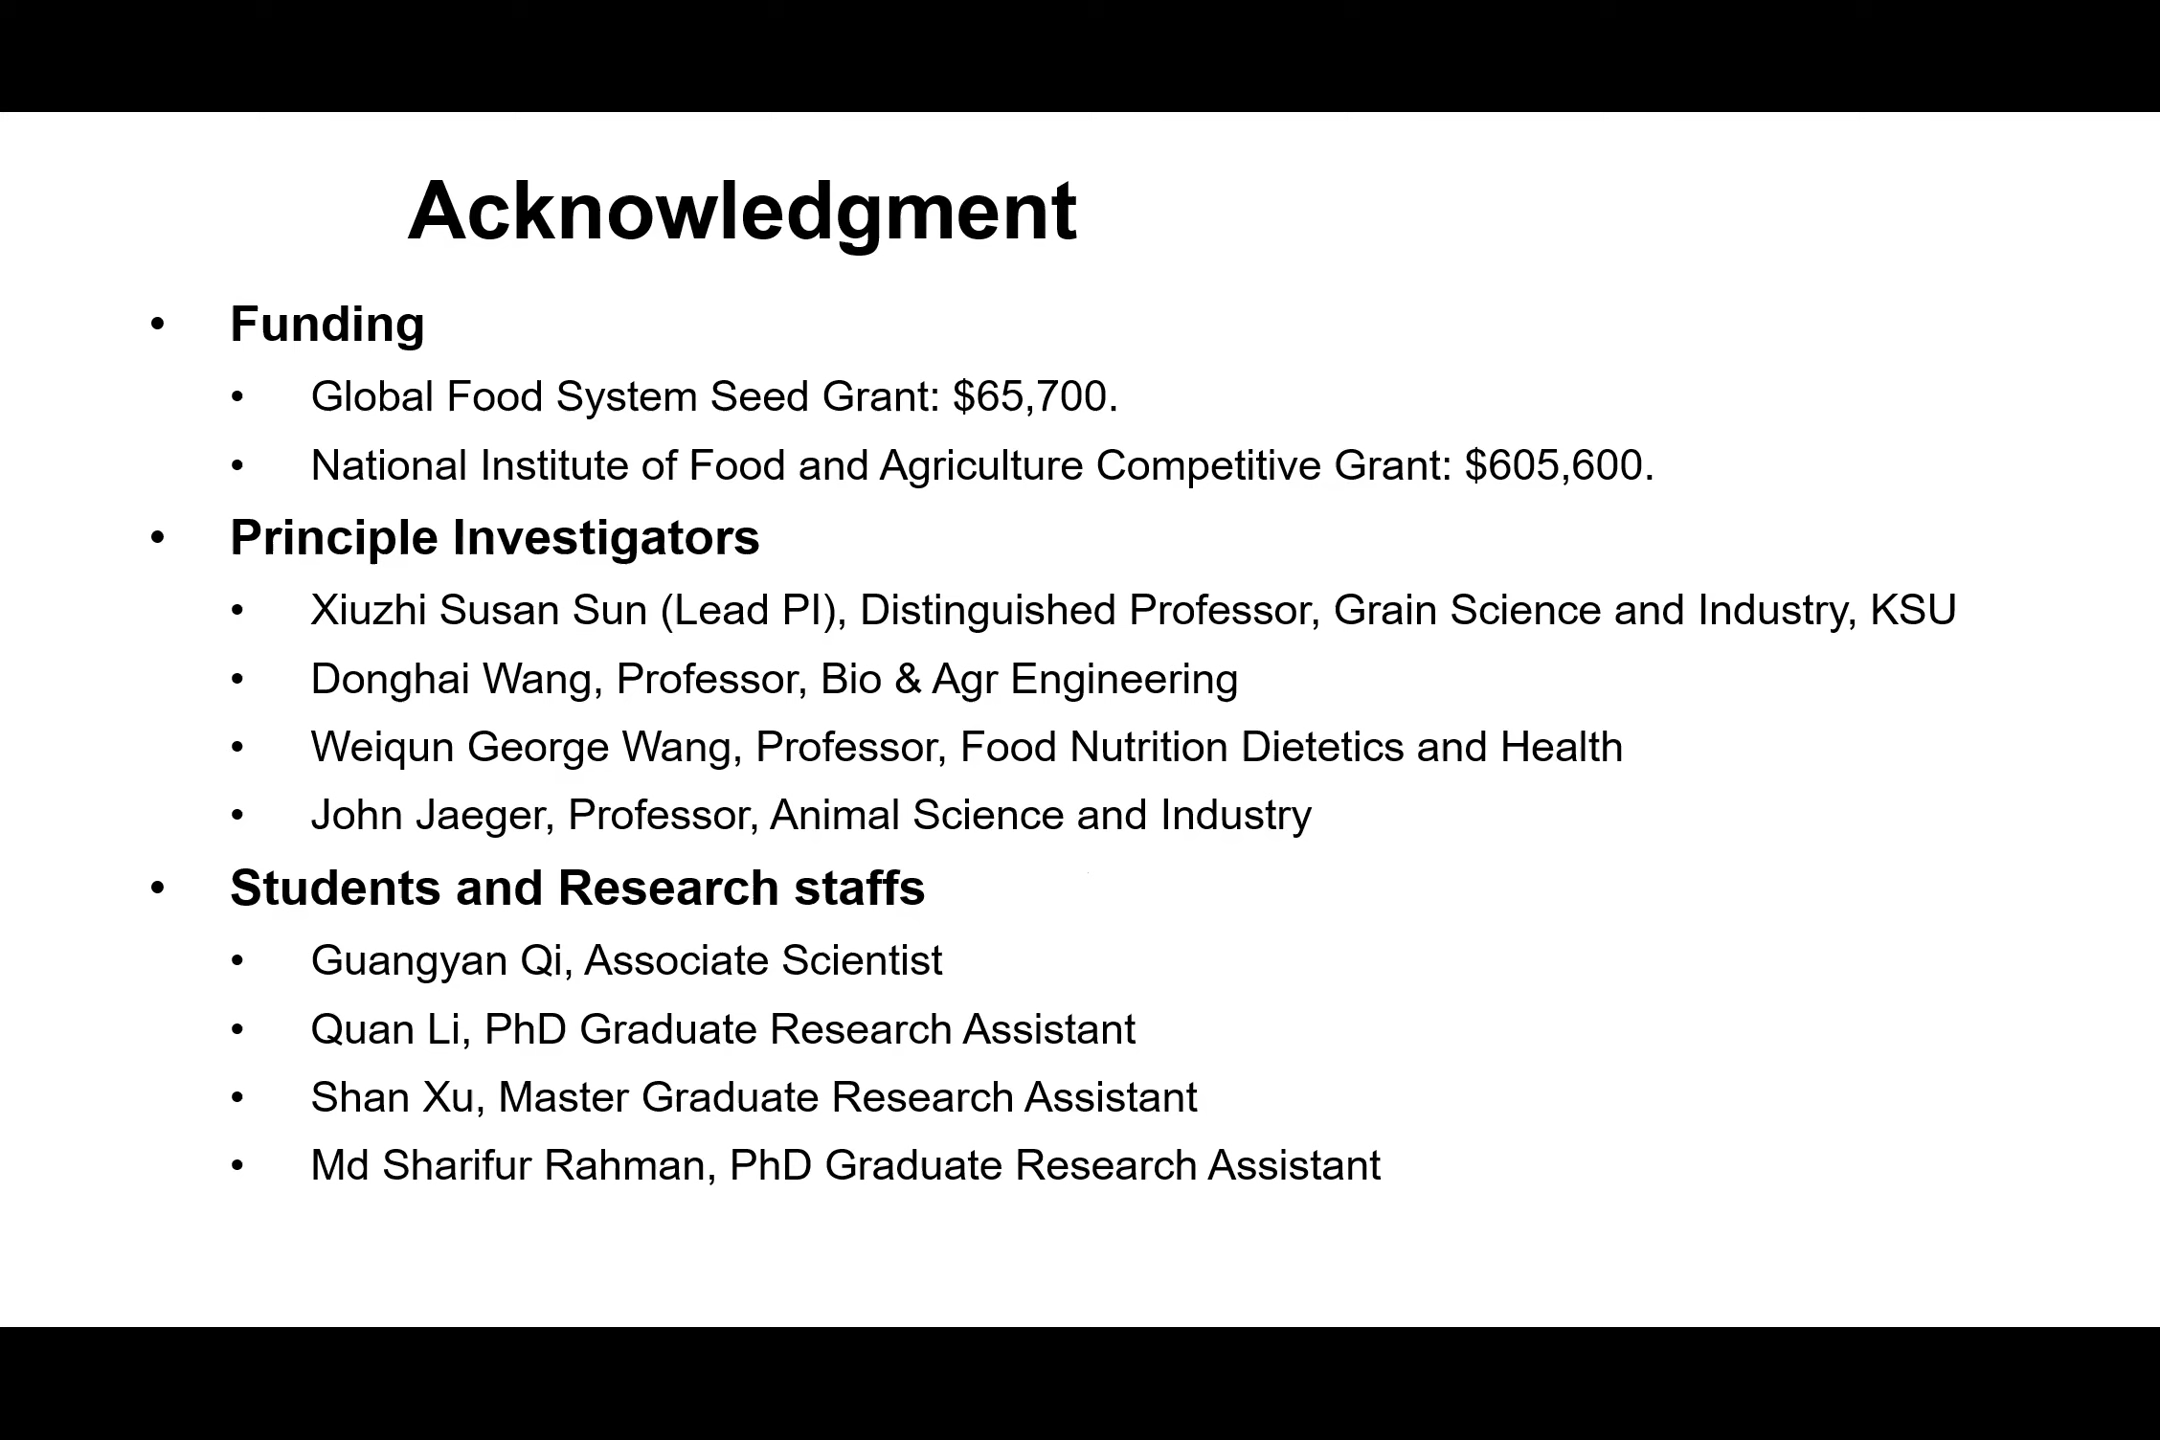 Acknowledgment
• Funding
• Global Food System Seed Grant: $65,700.
• National Institute of Food and Agriculture Competitive Grant: $605,600.
• Principle Investigators
• Xiuzhi Susan Sun (Lead PI), Distinguished Professor, Grain Science and Industry, KSU
• Donghai Wang, Professor, Bio & Agr Engineering
• Weiqun George Wang, Professor, Food Nutrition Dietetics and Health
• John Jaeger, Professor, Animal Science and Industry
• Students and Research staffs
• Guangyan Qi, Associate Scientist
• Quan Li, PhD Graduate Research Assistant
• Shan Xu, Master Graduate Research Assistant
• Md Sharifur Rahman, PhD Graduate Research Assistant